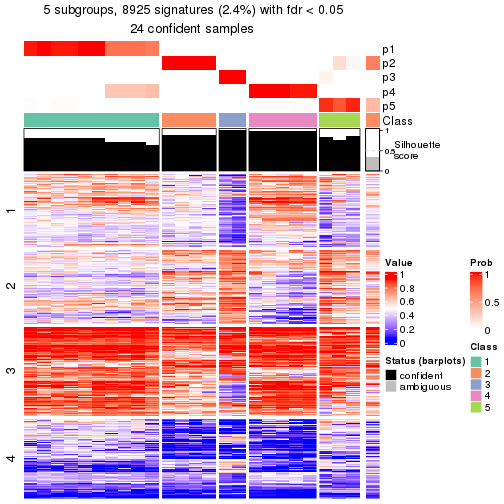 5 subgroups, 8925 signatures (2.4%) with fdr < 0.05
24 confident samples
p1
p2
p3
p4
p5
Class
1
0.5
0
Silhouette
score
1
2
3
4
Value
1
0.8
0.6
0.4
0.2
0
Status (barplots)
confident
ambiguous
Prob
1
0.5
0
Class
1
2
3
4
5